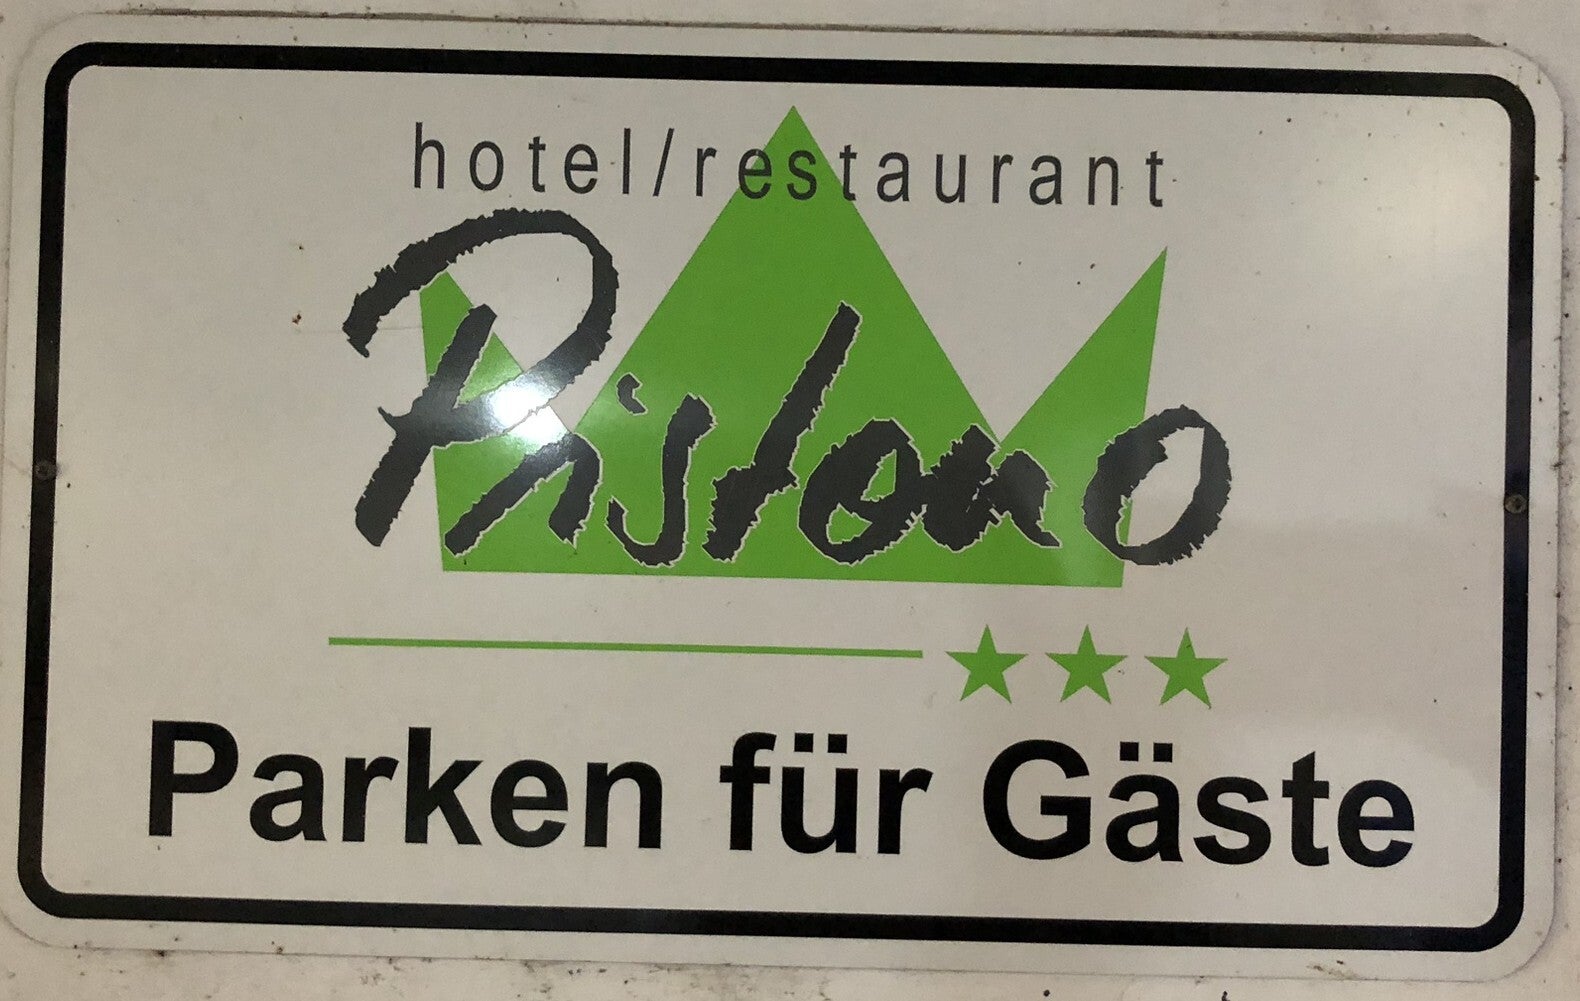 hotel/restaurant
Pistono
Parken für Gäste